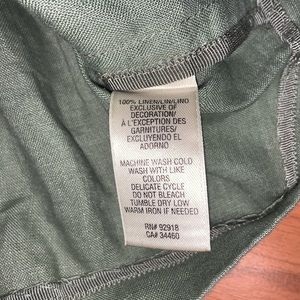 100% LINEN/LIN/LINO
EXCLUSIVE OF
DECORATION/
À L'EXCEPTION DES
GARNITURES/
EXCLUYENDO EL
ADORNO
MACHINE WASH COLD
WASH WITH LIKE
COLORS
DELICATE CYCLE
DO NOT BLEACH
TUMBLE DRY LOW
WARM IRON IF NEEDED
RN# 92918
CA# 34460